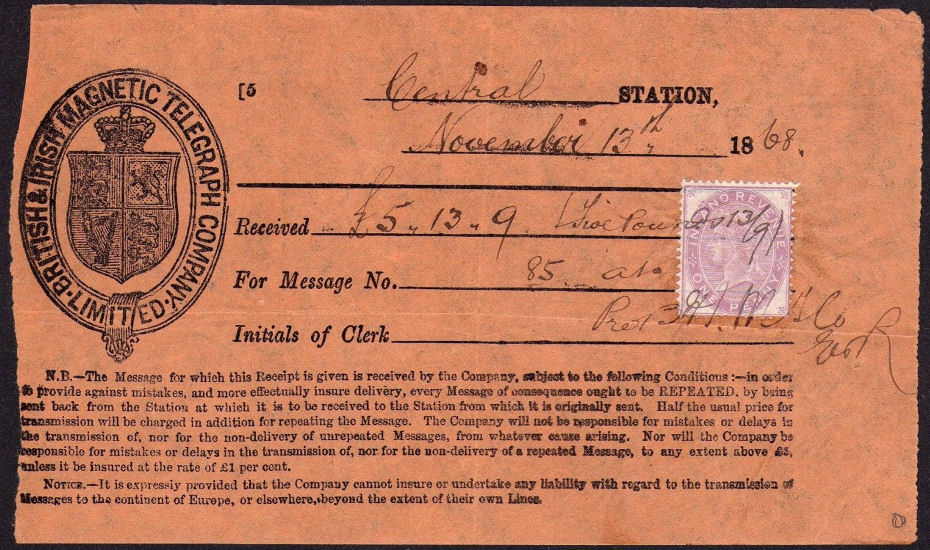 BRITISH & IRISH MAGNETIC TELEGRAPH COMPANY
LIMITED
[5 Central STATION,
November 13th 1868.
Received £5 " 13 " 9 Five Pounds 13/9
INLAND REVENUE
For Message No. 85
Initials of Clerk
N.B.—The Message for which this Receipt is given is received by the Company, subject to the following Conditions :—in order
to provide against mistakes, and more effectually insure delivery, every Message of consequence ought to be REPEATED, by being
sent back from the Station at which it is to be received to the Station from which it is originally sent. Half the usual price for
transmission will be charged in addition for repeating the Message. The Company will not be responsible for mistakes or delays in
the transmission of, nor for the non-delivery of unrepeated Messages, from whatever cause arising. Nor will the Company be
responsible for mistakes or delays in the transmission of, nor for the non-delivery of a repeated Message, to any extent above £5,
unless it be insured at the rate of £1 per cent.
NOTICE.—It is expressly provided that the Company cannot insure or undertake any liability with regard to the transmission of
Messages to the continent of Europe, or elsewhere, beyond the extent of their own Lines.